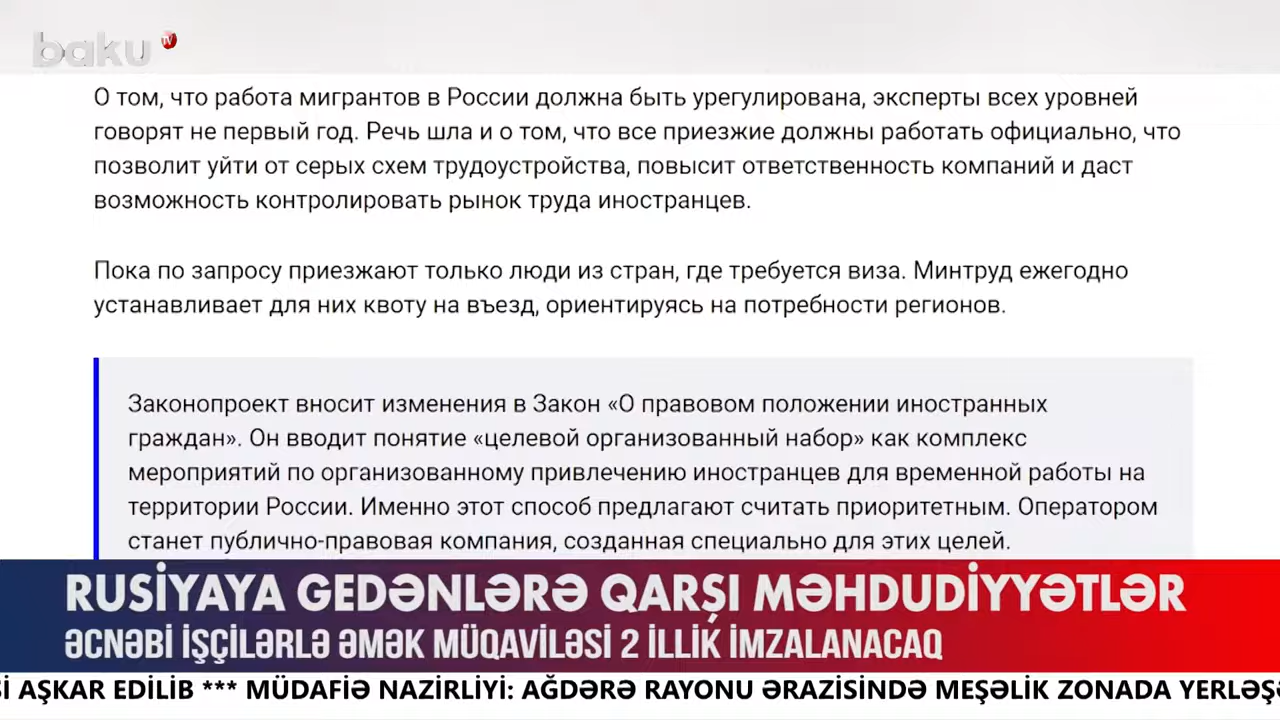 baku TV
О том, что работа мигрантов в России должна быть урегулирована, эксперты всех уровней
говорят не первый год. Речь шла и о том, что все приезжие должны работать официально, что
позволит уйти от серых схем трудоустройства, повысит ответственность компаний и даст
возможность контролировать рынок труда иностранцев.
Пока по запросу приезжают только люди из стран, где требуется виза. Минтруд ежегодно
устанавливает для них квоту на въезд, ориентируясь на потребности регионов.
Законопроект вносит изменения в Закон «О правовом положении иностранных
граждан». Он вводит понятие «целевой организованный набор» как комплекс
мероприятий по организованному привлечению иностранцев для временной работы на
территории России. Именно этот способ предлагают считать приоритетным. Оператором
станет публично-правовая компания, созданная специально для этих целей.
RUSİYAYA GEDƏNLƏRƏ QARŞI MƏHDUDİYYƏTLƏR
ƏCNƏBİ İŞÇİLƏRLƏ ƏMƏK MÜQAVİLƏSİ 2 İLLİK İMZALANACAQ
Sİ AŞKAR EDİLİB *** MÜDAFİƏ NAZİRLİYİ: AĞDƏRƏ RAYONU ƏRAZİSİNDƏ MEŞƏLİK ZONADA YERLƏŞ